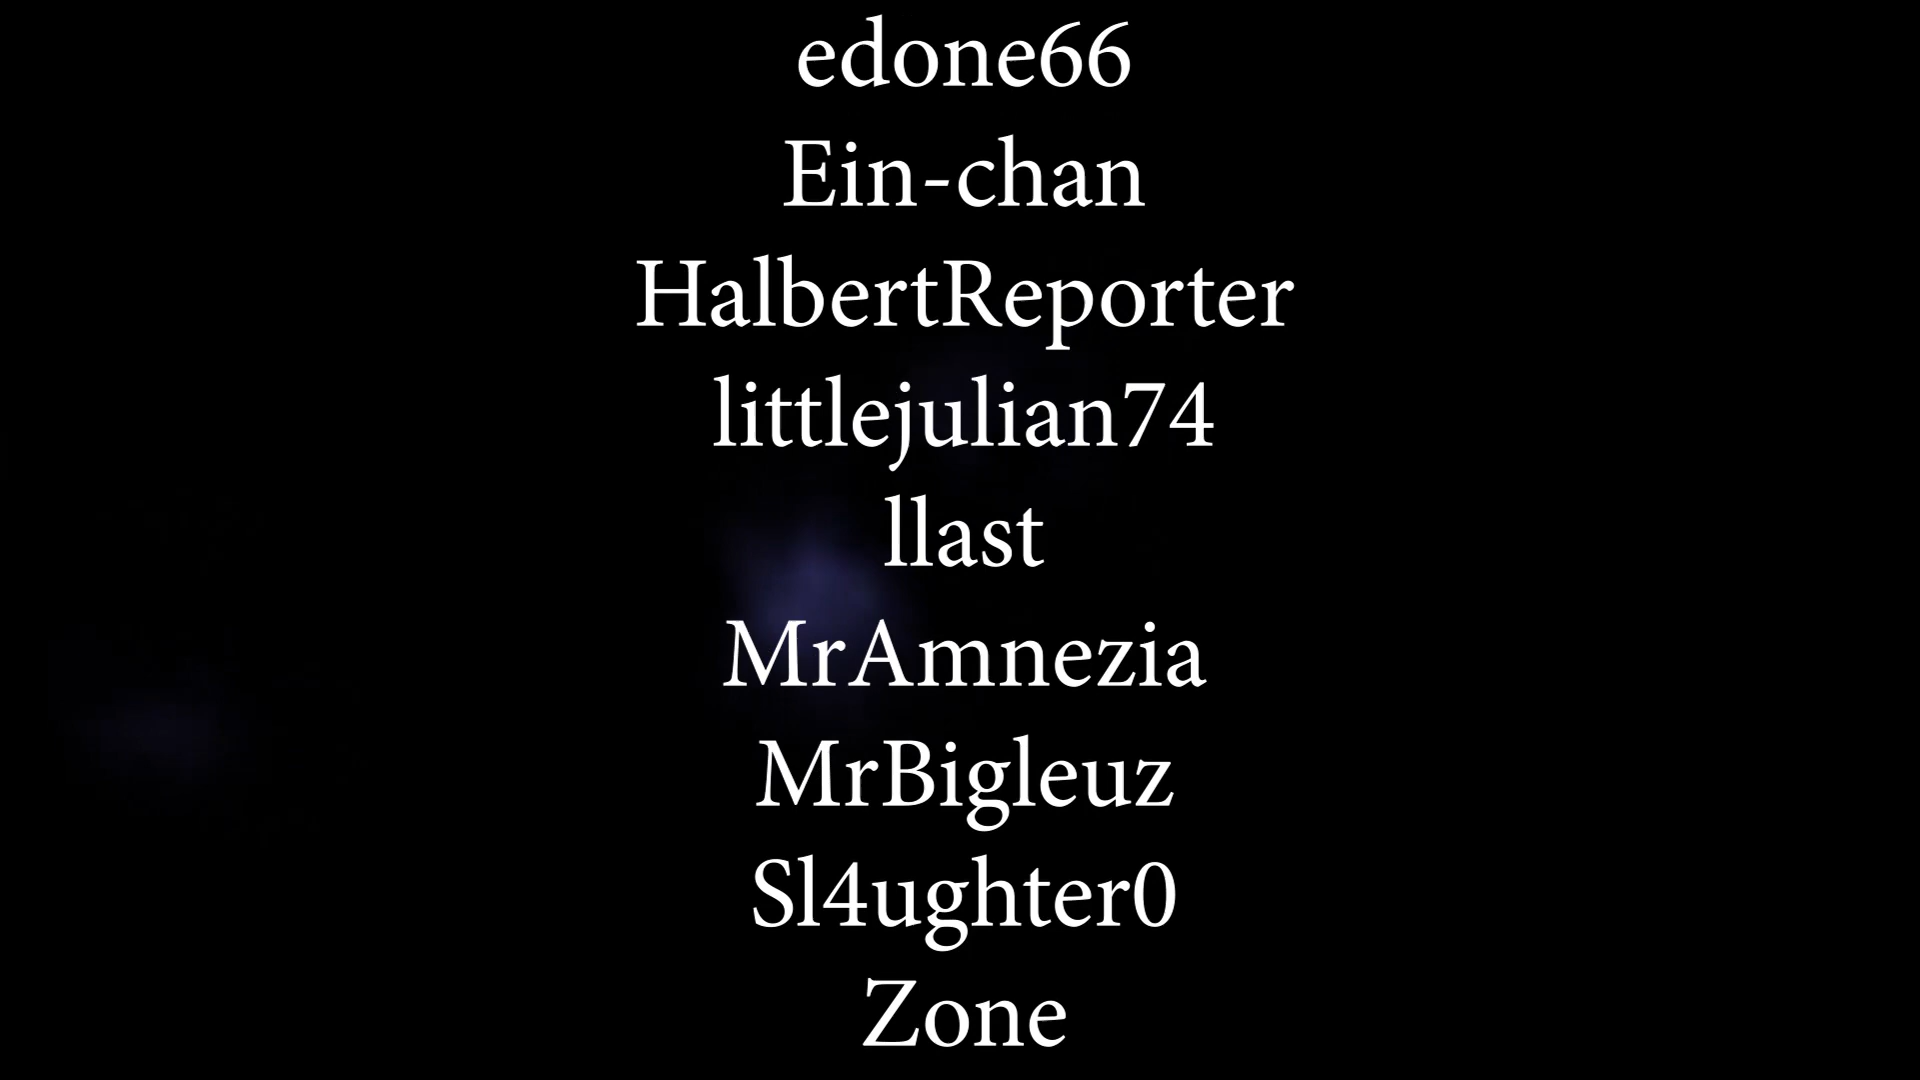 edone66
Ein-chan
HalbertReporter
littlejulian74
llast
MrAmnezia
MrBigleuz
Sl4ughter0
Zone